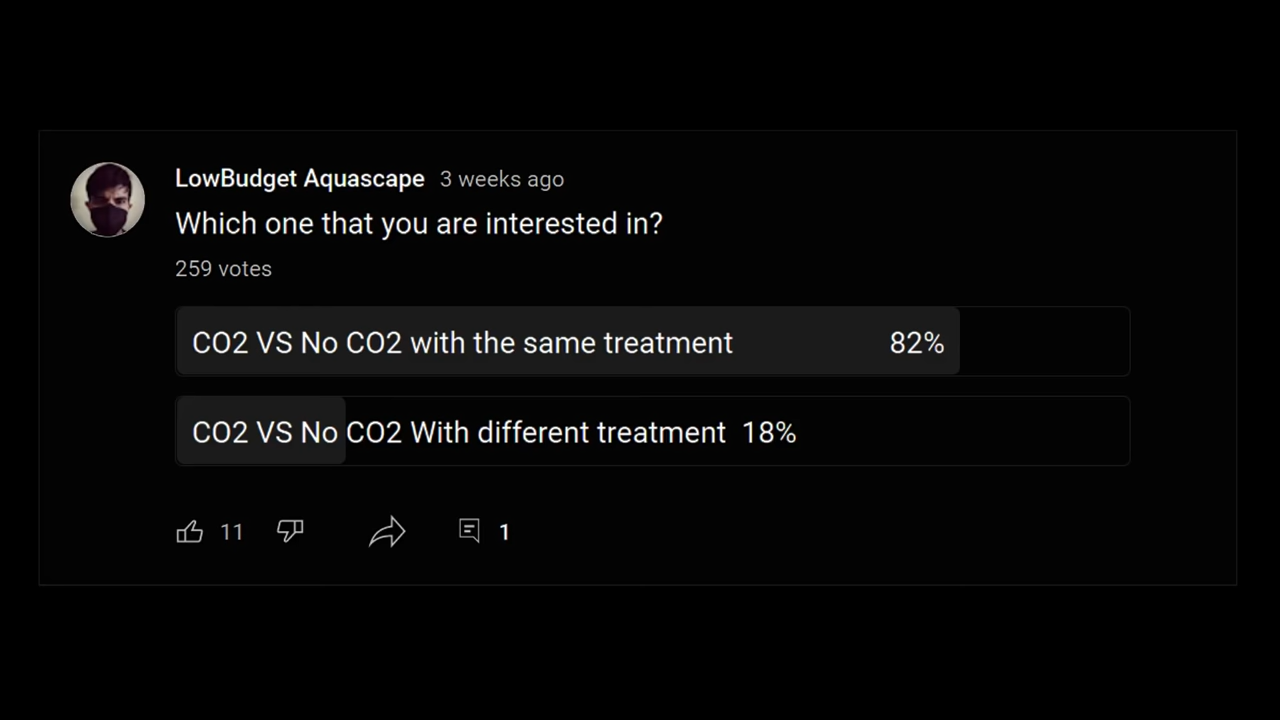 LowBudget Aquascape 3 weeks ago
Which one that you are interested in?
259 votes
CO2 VS No CO2 with the same treatment 82%
CO2 VS No CO2 With different treatment 18%
11 1